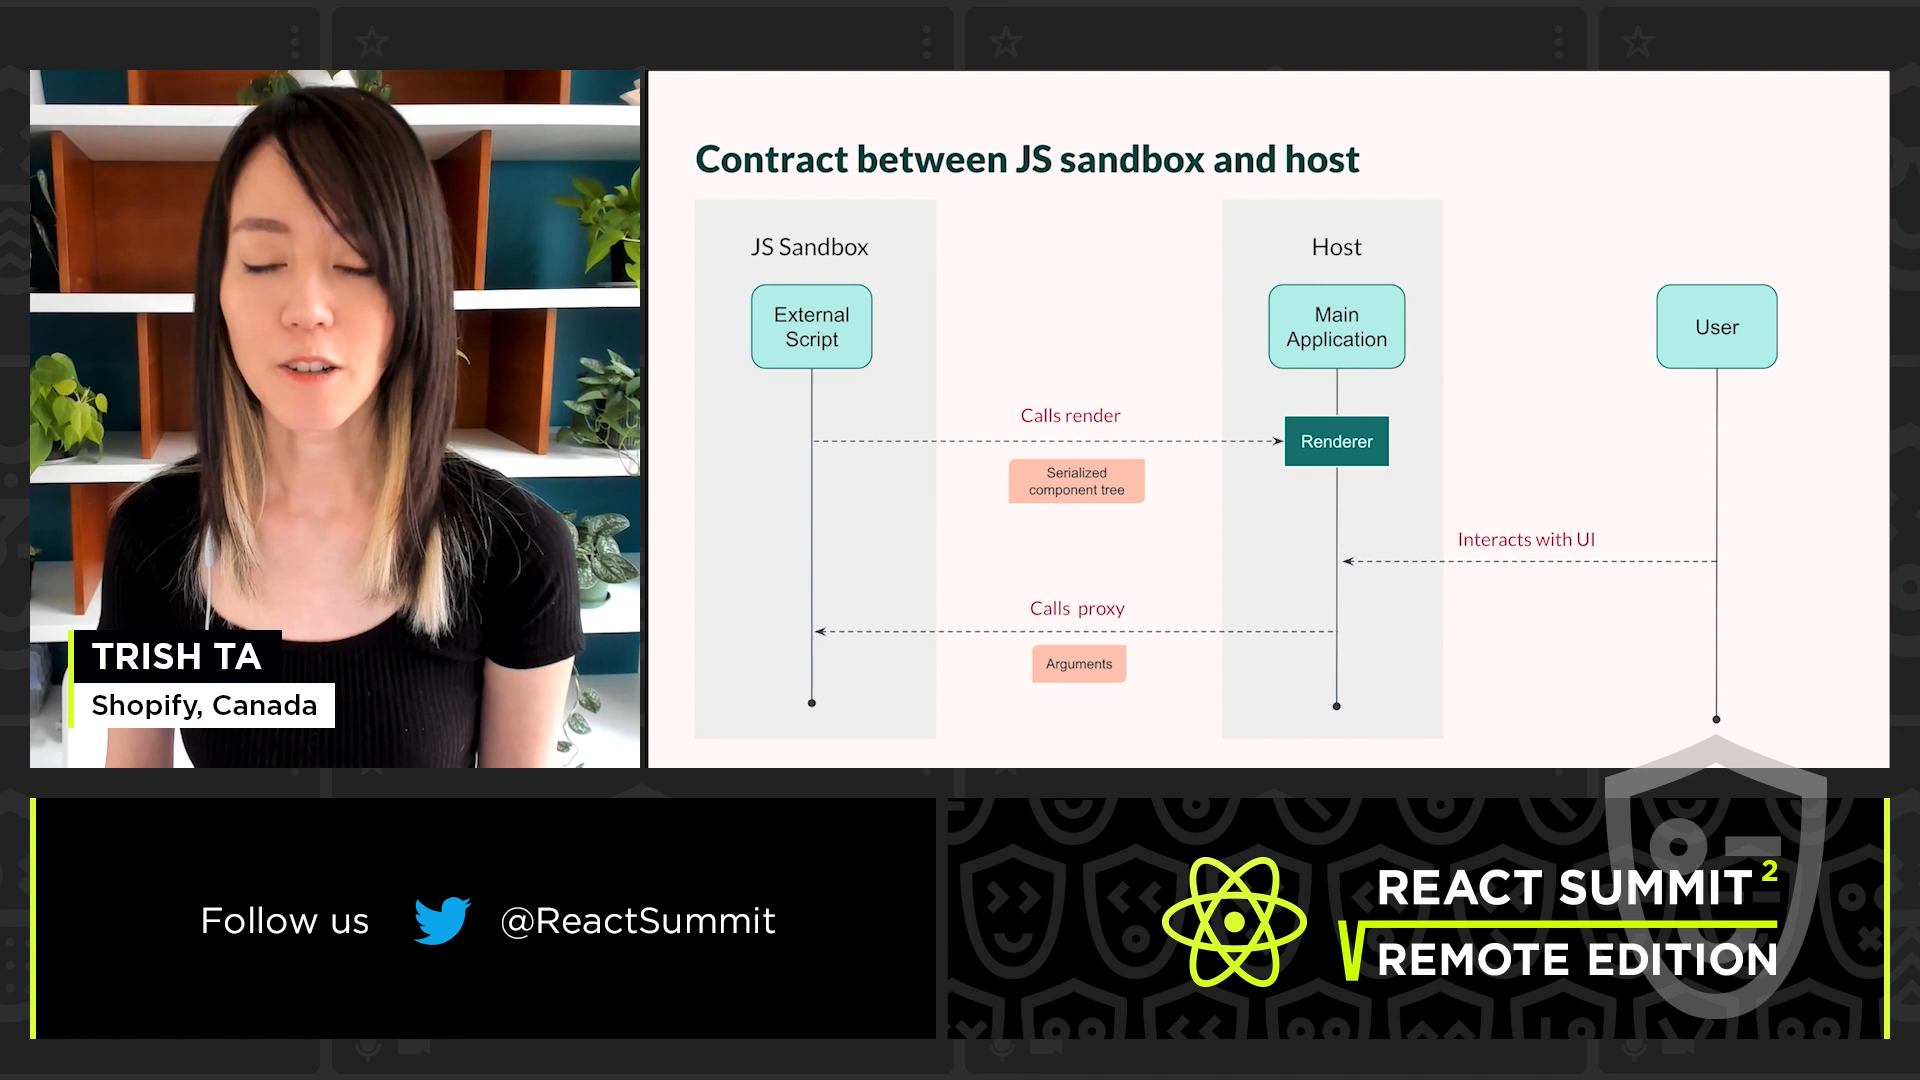 Contract between JS sandbox and host
JS Sandbox
Host
External
Script
Main
Application
User
Calls render
Renderer
Serialized
component tree
Interacts with UI
Calls proxy
Arguments
TRISH TA
Shopify, Canada
Follow us
@ReactSummit
REACT SUMMIT 2
REMOTE EDITION